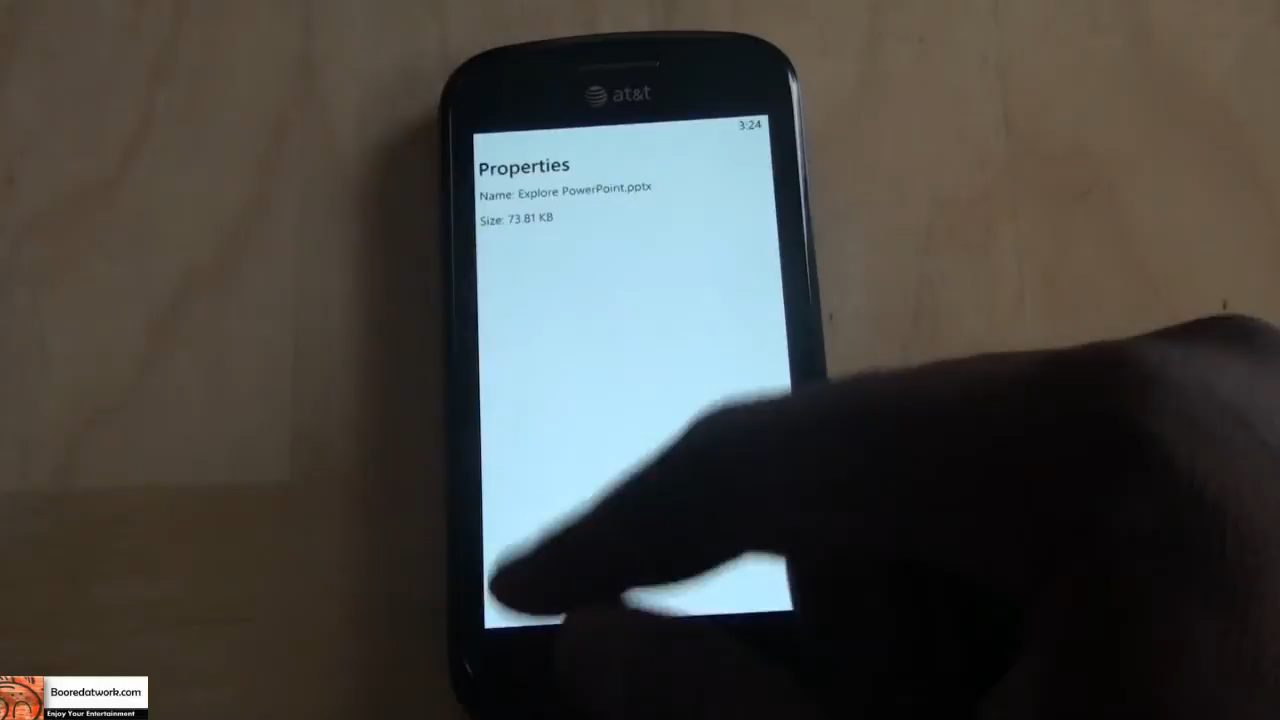 at&t
3:24
Properties
Name: Explore PowerPoint.pptx
Size: 73.81 KB
Booredatwork.com
Enjoy Your Entertainment